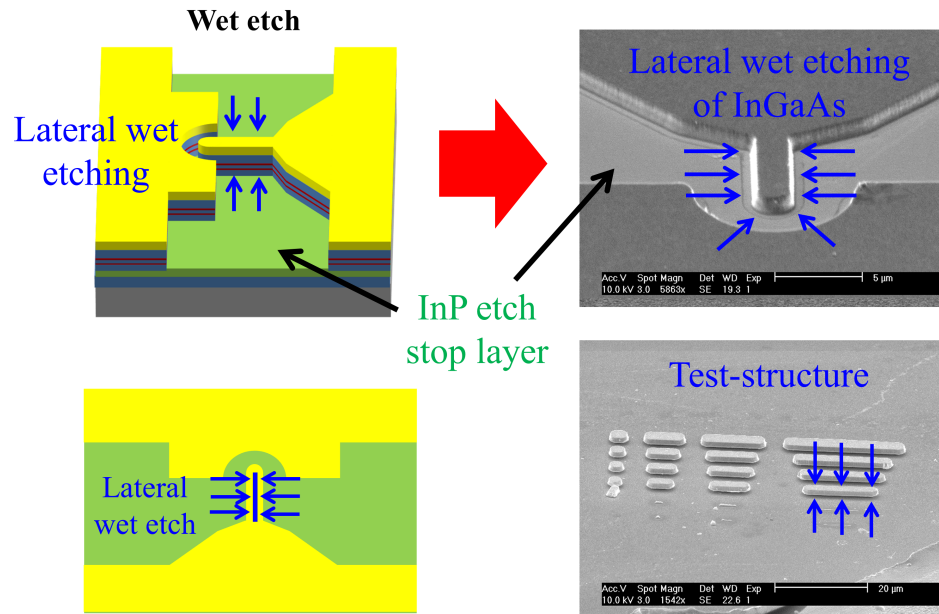 Wet etch
Lateral wet
etching
Lateral wet etching
of InGaAs
Acc.V Spot Magn Det WD Exp
10.0 kV 3.0 5863x SE 19.3 1
5 µm
InP etch
stop layer
Lateral
wet etch
Test-structure
Acc.V Spot Magn Det WD Exp
10.0 kV 3.0 1542x SE 22.6 1
20 µm